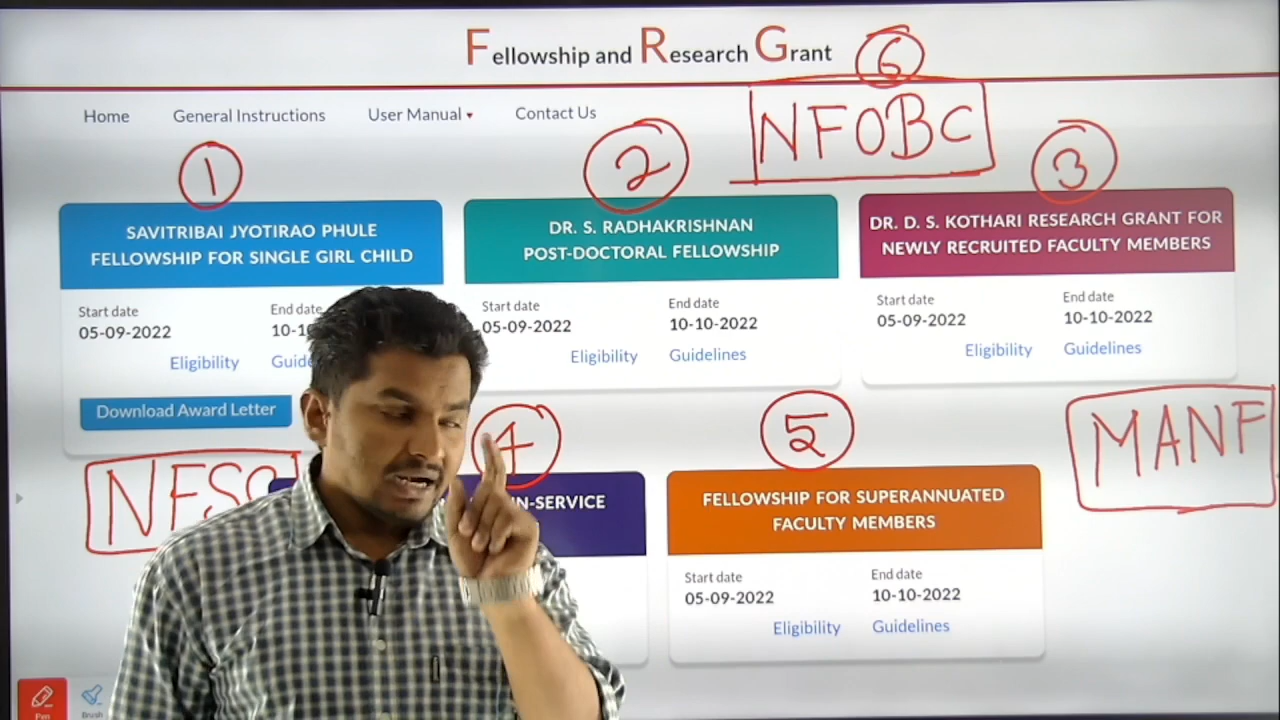 Fellowship and Research Grant
6
Home General Instructions User Manual Contact Us
NFOBC
1
2
3
SAVITRIBAI JYOTIRAO PHULE
FELLOWSHIP FOR SINGLE GIRL CHILD
Start date End date
05-09-2022
Eligibility
Download Award Letter
DR. S. RADHAKRISHNAN
POST-DOCTORAL FELLOWSHIP
Start date End date
05-09-2022 10-10-2022
Eligibility Guidelines
DR. D. S. KOTHARI RESEARCH GRANT FOR
NEWLY RECRUITED FACULTY MEMBERS
Start date End date
05-09-2022 10-10-2022
Eligibility Guidelines
4
5
MANF
IN-SERVICE
FELLOWSHIP FOR SUPERANNUATED
FACULTY MEMBERS
Start date End date
05-09-2022 10-10-2022
Eligibility Guidelines
Pen Brush